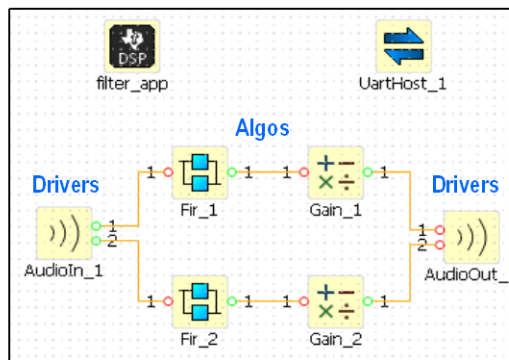 DSP
filter_app
UartHost_1
Algos
Drivers
Drivers
1 1 1 1
Fir_1
Gain_1
1
2
1
2
AudioIn_1
AudioOut_
1 1 1 1
Fir_2
Gain_2